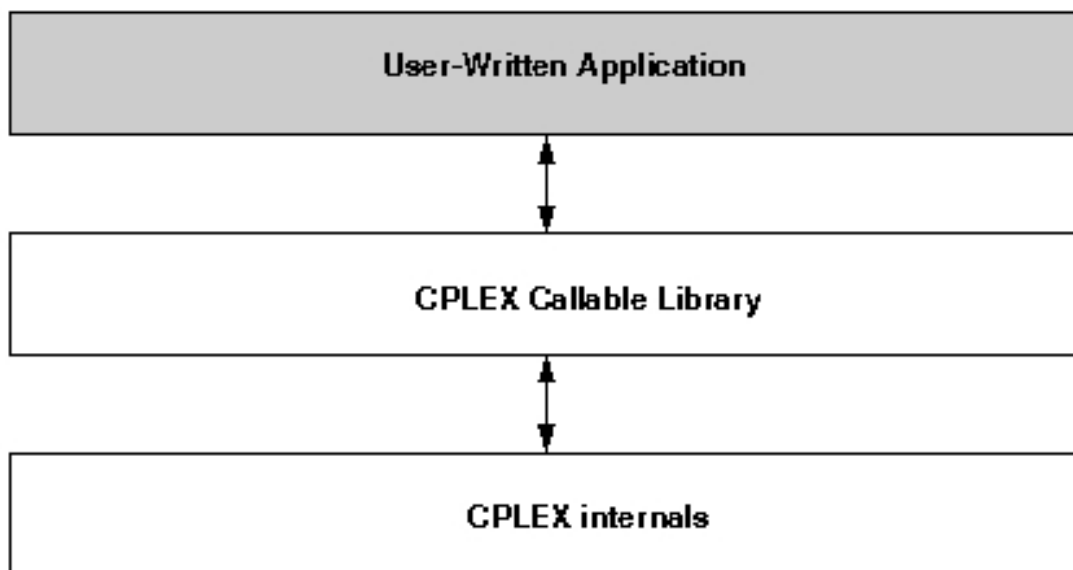 User-Written Application
CPLEX Callable Library
CPLEX internals